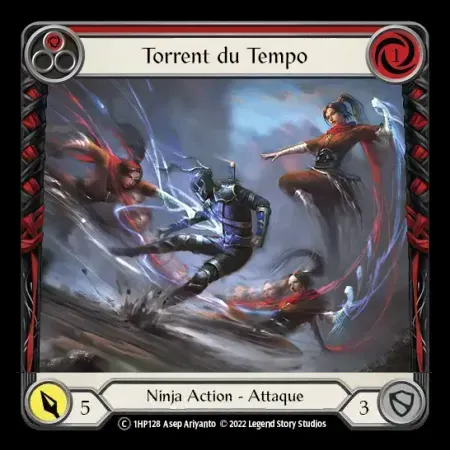 Torrent du Tempo
1
Ninja Action - Attaque
5
3
C 1HP128 Asep Ariyanto © 2022 Legend Story Studios